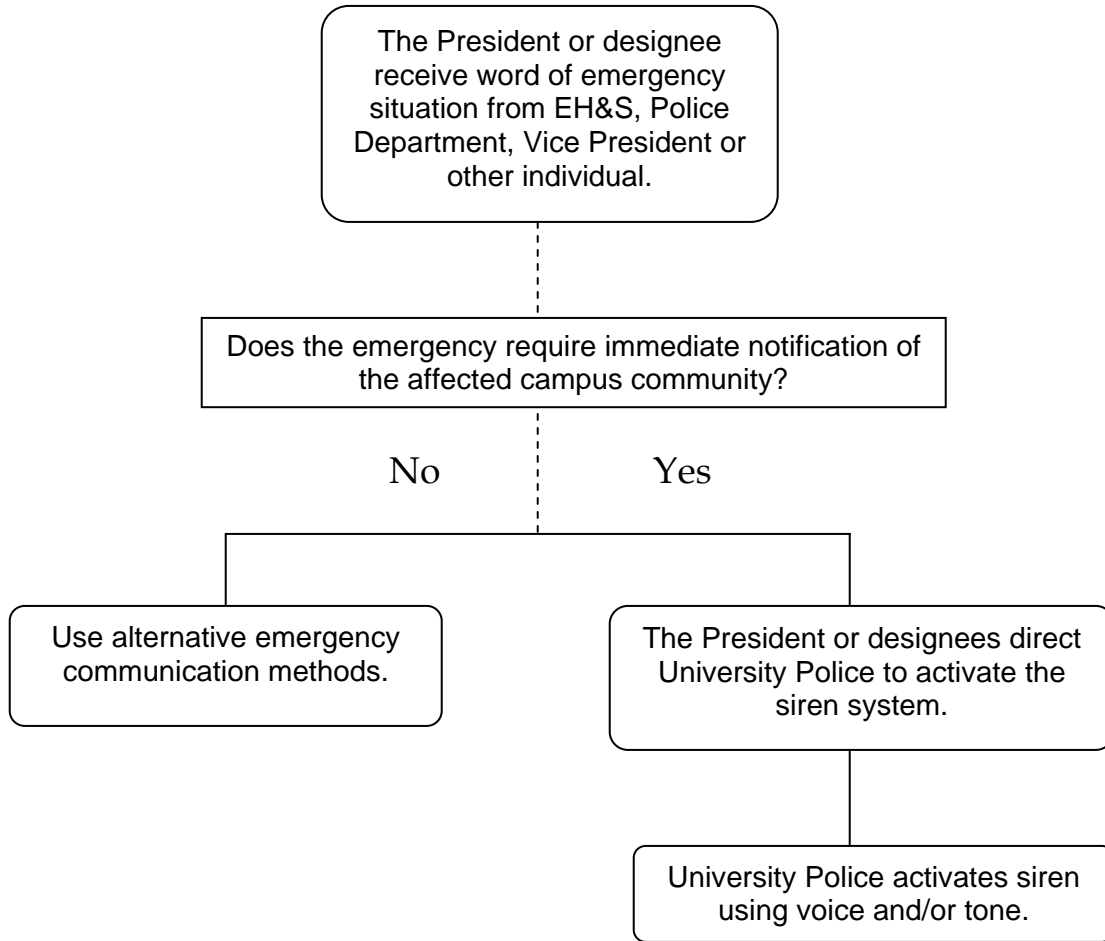 The President or designee
receive word of emergency
situation from EH&S, Police
Department, Vice President or
other individual.
Does the emergency require immediate notification of
the affected campus community?
No
Yes
Use alternative emergency
communication methods.
The President or designees direct
University Police to activate the
siren system.
University Police activates siren
using voice and/or tone.